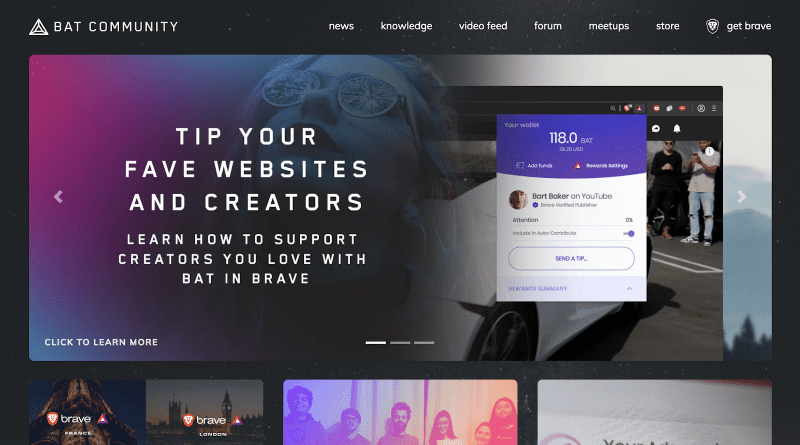 BAT COMMUNITY
news knowledge video feed forum meetups store get brave
TIP YOUR
FAVE WEBSITES
AND CREATORS
LEARN HOW TO SUPPORT
CREATORS YOU LOVE WITH
BAT IN BRAVE
CLICK TO LEARN MORE
Your wallet
118.0 BAT
29.20 USD
Add funds Rewards Settings
Bart Baker on YouTube
Brave Verified Publisher
Attention 0%
Include in Auto-Contribute
SEND A TIP...
REWARDS SUMMARY
brave
FRANCE
brave
LONDON